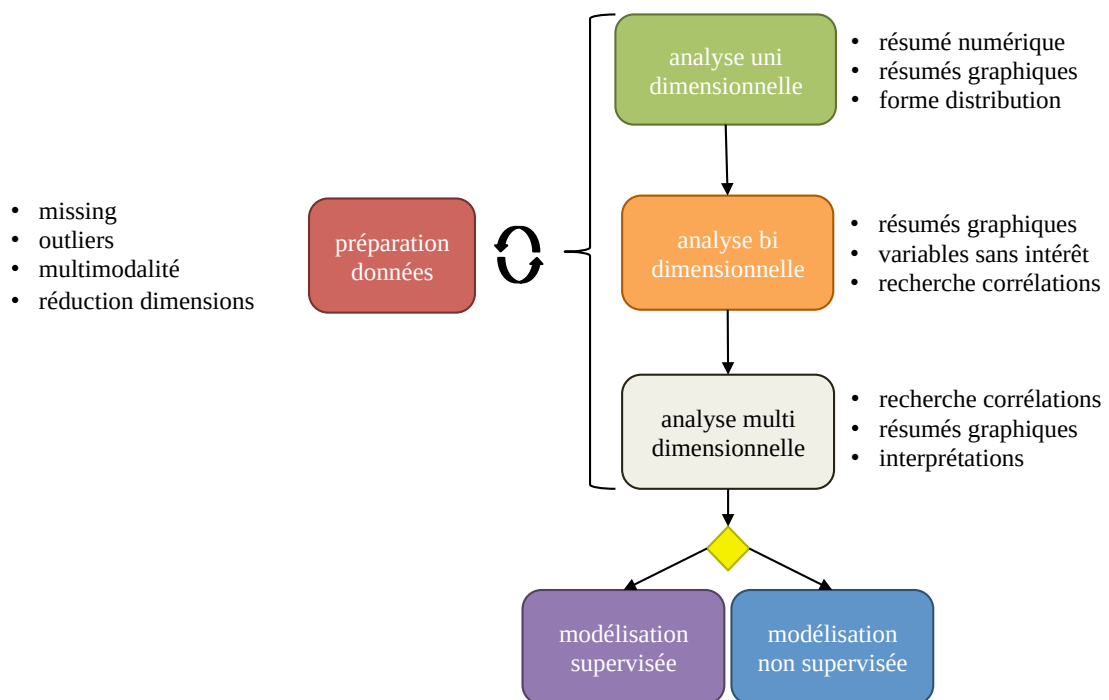 analyse uni
dimensionnelle
• résumé numérique
• résumés graphiques
• forme distribution
• missing
• outliers
• multimodalité
• réduction dimensions
préparation
données
analyse bi
dimensionnelle
• résumés graphiques
• variables sans intérêt
• recherche corrélations
analyse multi
dimensionnelle
• recherche corrélations
• résumés graphiques
• interprétations
modélisation
supervisée
modélisation
non supervisée